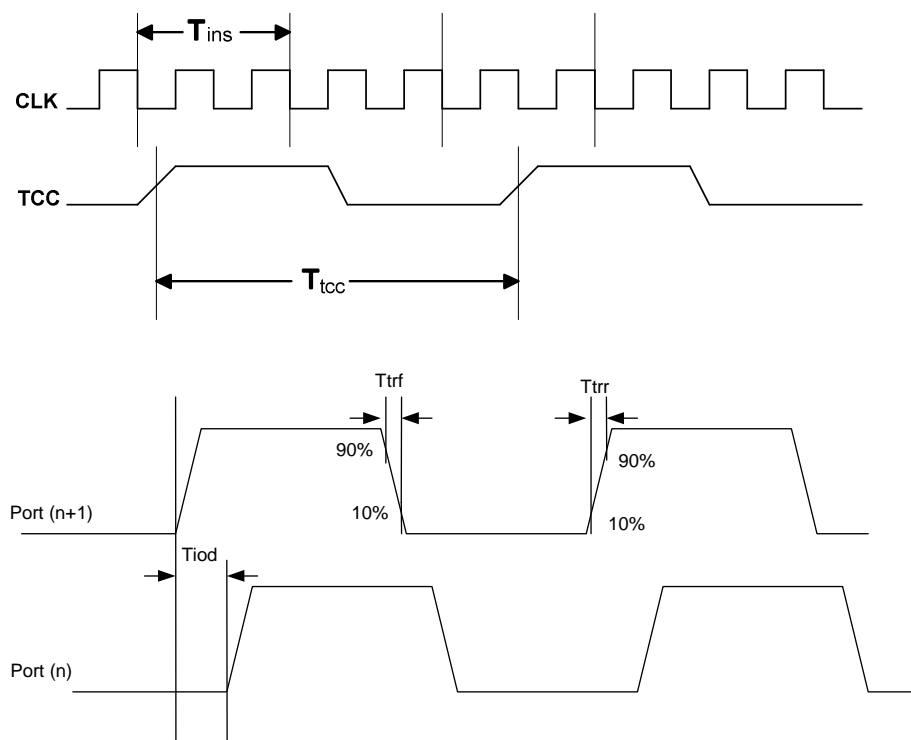 Tins
CLK
TCC
Ttcc
Ttrf
Ttrr
90%
90%
Port (n+1)
10%
10%
Tiod
Port (n)